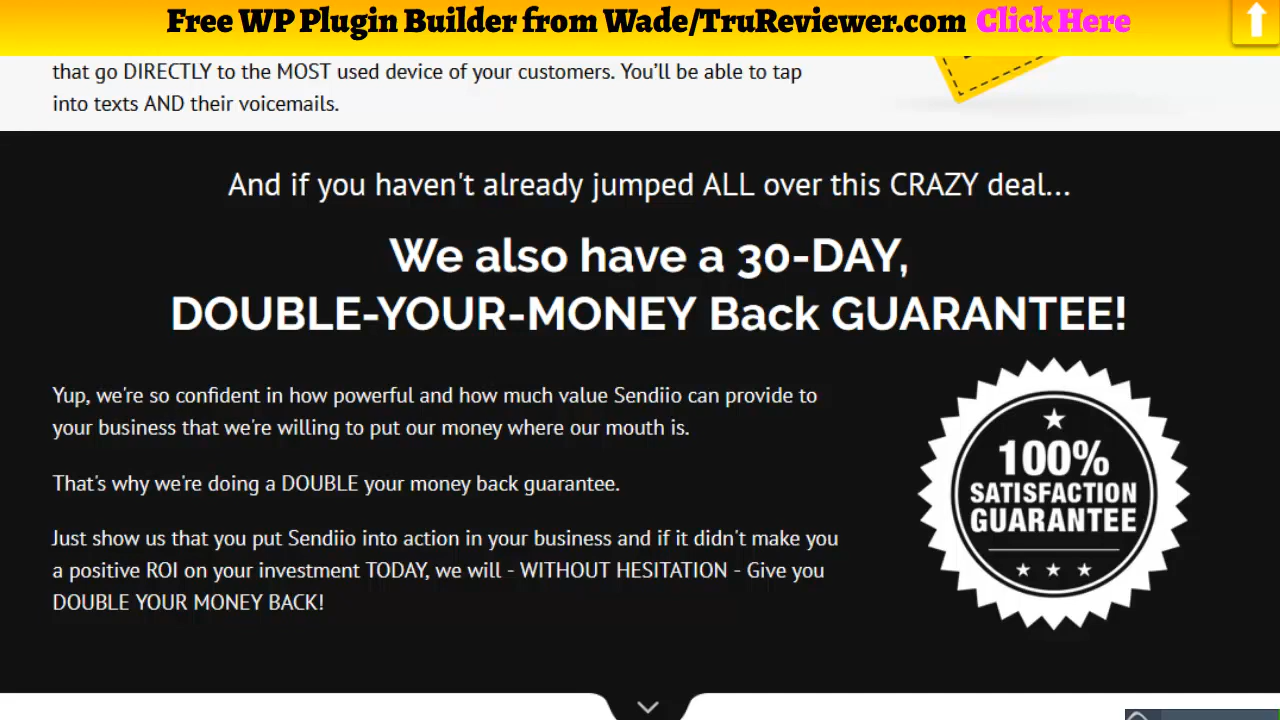 Free WP Plugin Builder from Wade/TruReviewer.com Click Here
that go DIRECTLY to the MOST used device of your customers. You'll be able to tap
into texts AND their voicemails.
And if you haven't already jumped ALL over this CRAZY deal...
We also have a 30-DAY,
DOUBLE-YOUR-MONEY Back GUARANTEE!
Yup, we're so confident in how powerful and how much value Sendiio can provide to
your business that we're willing to put our money where our mouth is.
That's why we're doing a DOUBLE your money back guarantee.
Just show us that you put Sendiio into action in your business and if it didn't make you
a positive ROI on your investment TODAY, we will - WITHOUT HESITATION - Give you
DOUBLE YOUR MONEY BACK!
100%
SATISFACTION
GUARANTEE